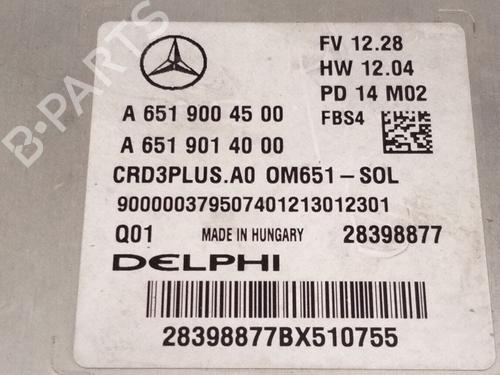 FV 12.28
HW 12.04
PD 14 M02
FBS4
A 651 900 45 00
A 651 901 40 00
CRD3PLUS.A0 OM651-SOL
900000379507401213012301
Q01 MADE IN HUNGARY 28398877
DELPHI
28398877BX510755
B-PARTS